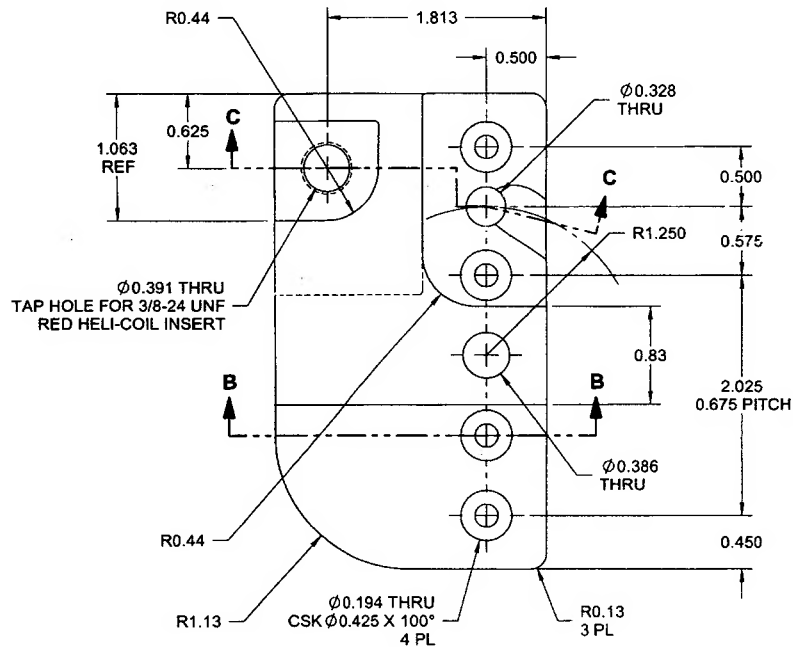 R0.44
1.813
0.500
Ø0.328
THRU
C
0.625
1.063
REF
0.500
C
R1.250
0.575
Ø0.391 THRU
TAP HOLE FOR 3/8-24 UNF
RED HELI-COIL INSERT
0.83
B
B
2.025
0.675 PITCH
Ø0.386
THRU
R0.44
0.450
R1.13
Ø0.194 THRU
CSK Ø0.425 X 100°
4 PL
R0.13
3 PL